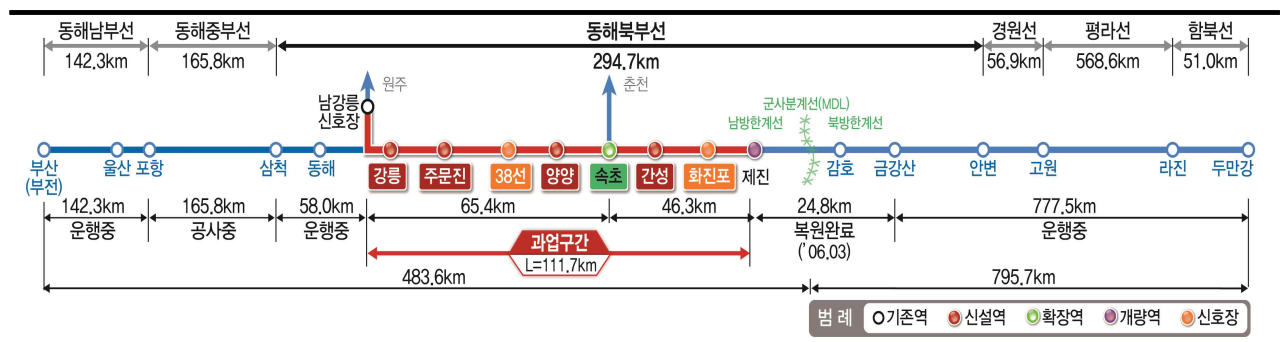 동해남부선 동해중부선 동해북부선 경원선 평라선 함북선
142.3km 165.8km 294.7km 56.9km 568.6km 51.0km
원주 춘천
남강릉
신호장
군사분계선(MDL)
남방한계선 북방한계선
부산
(부전)
울산 포항 삼척 동해 감호 금강산 안변 고원 라진 두만강
강릉 주문진 38선 양양 속초 간성 화진포 제진
142.3km 165.8km 58.0km 65.4km 46.3km 24.8km 777.5km
운행중 공사중 운행중 복원완료 운행중
('06.03)
과업구간
L=111.7km
483.6km 795.7km
범 례 기존역 신설역 확장역 개량역 신호장